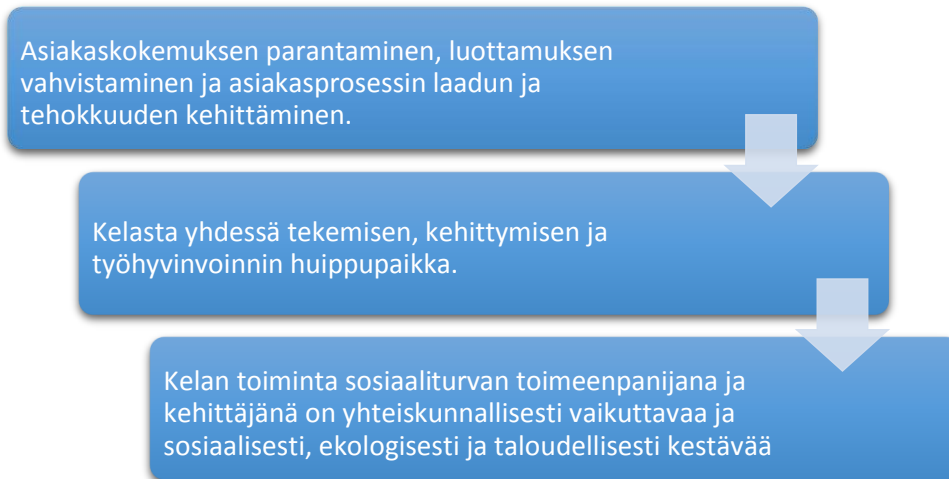 Asiakaskokemuksen parantaminen, luottamuksen
vahvistaminen ja asiakasprosessin laadun ja
tehokkuuden kehittäminen.
Kelasta yhdessä tekemisen, kehittymisen ja
työhyvinvoinnin huippupaikka.
Kelan toiminta sosiaaliturvan toimeenpanijana ja
kehittäjänä on yhteiskunnallisesti vaikuttavaa ja
sosiaalisesti, ekologisesti ja taloudellisesti kestävää